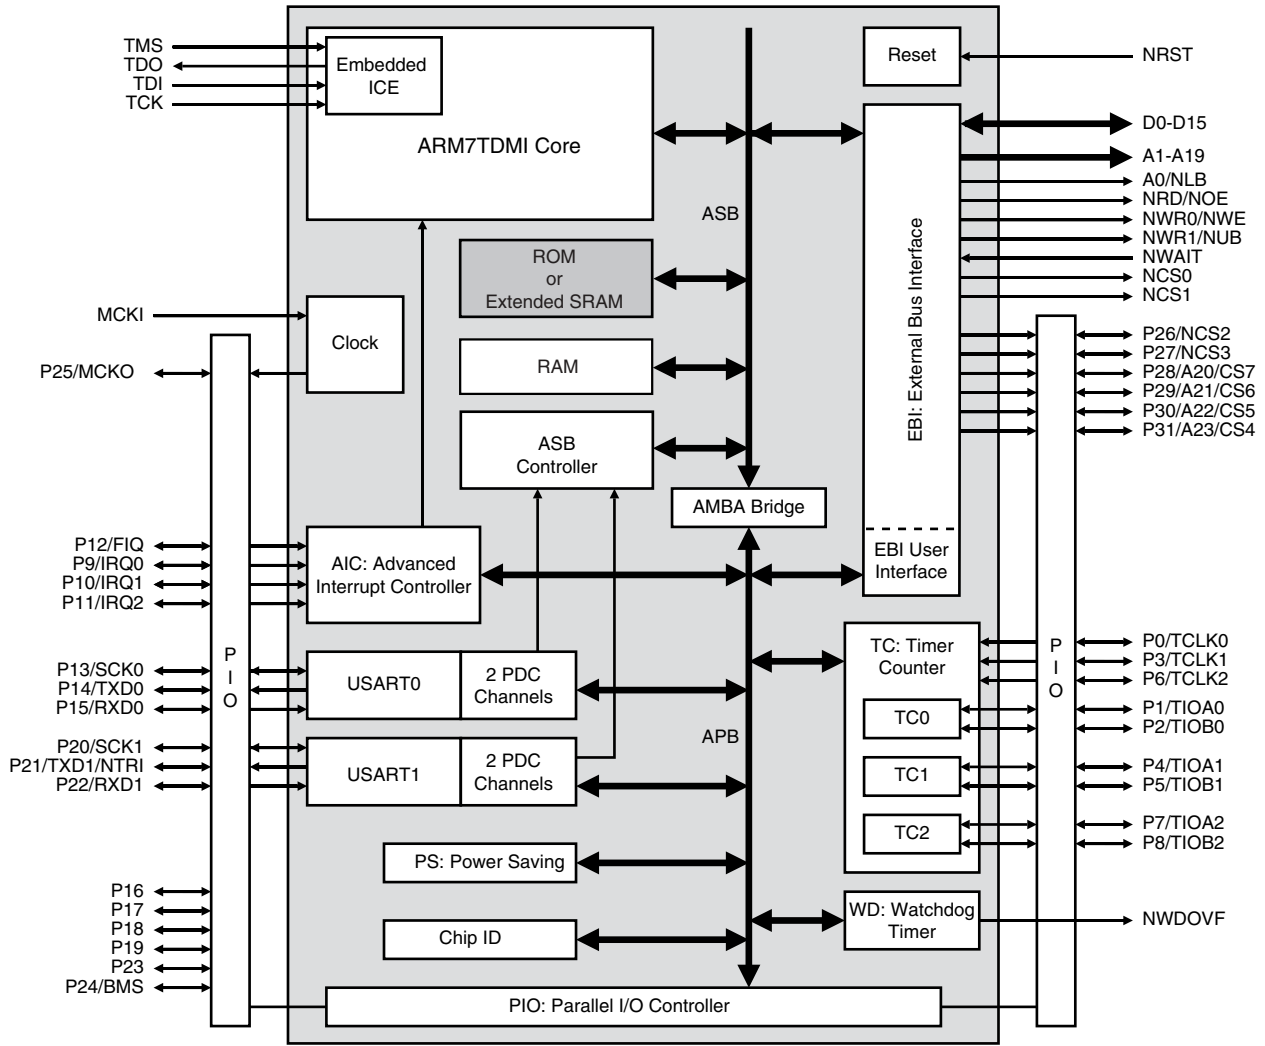 TMS
TDO
TDI
TCK
Embedded
ICE
ARM7TDMI Core
Reset
NRST
D0-D15
A1-A19
A0/NLB
NRD/NOE
NWR0/NWE
NWR1/NUB
NWAIT
NCS0
NCS1
ASB
EBI: External Bus Interface
ROM
or
Extended SRAM
MCKI
Clock
P25/MCKO
RAM
P26/NCS2
P27/NCS3
P28/A20/CS7
P29/A21/CS6
P30/A22/CS5
P31/A23/CS4
ASB
Controller
AMBA Bridge
P12/FIQ
P9/IRQ0
P10/IRQ1
P11/IRQ2
AIC: Advanced
Interrupt Controller
EBI User
Interface
P
I
O
P13/SCK0
P14/TXD0
P15/RXD0
USART0
2 PDC
Channels
TC: Timer
Counter
P
I
O
P0/TCLK0
P3/TCLK1
P6/TCLK2
TC0
P1/TIOA0
P2/TIOB0
APB
P20/SCK1
P21/TXD1/NTRI
P22/RXD1
USART1
2 PDC
Channels
TC1
P4/TIOA1
P5/TIOB1
TC2
P7/TIOA2
P8/TIOB2
PS: Power Saving
P16
P17
P18
P19
P23
P24/BMS
Chip ID
WD: Watchdog
Timer
NWDOVF
PIO: Parallel I/O Controller